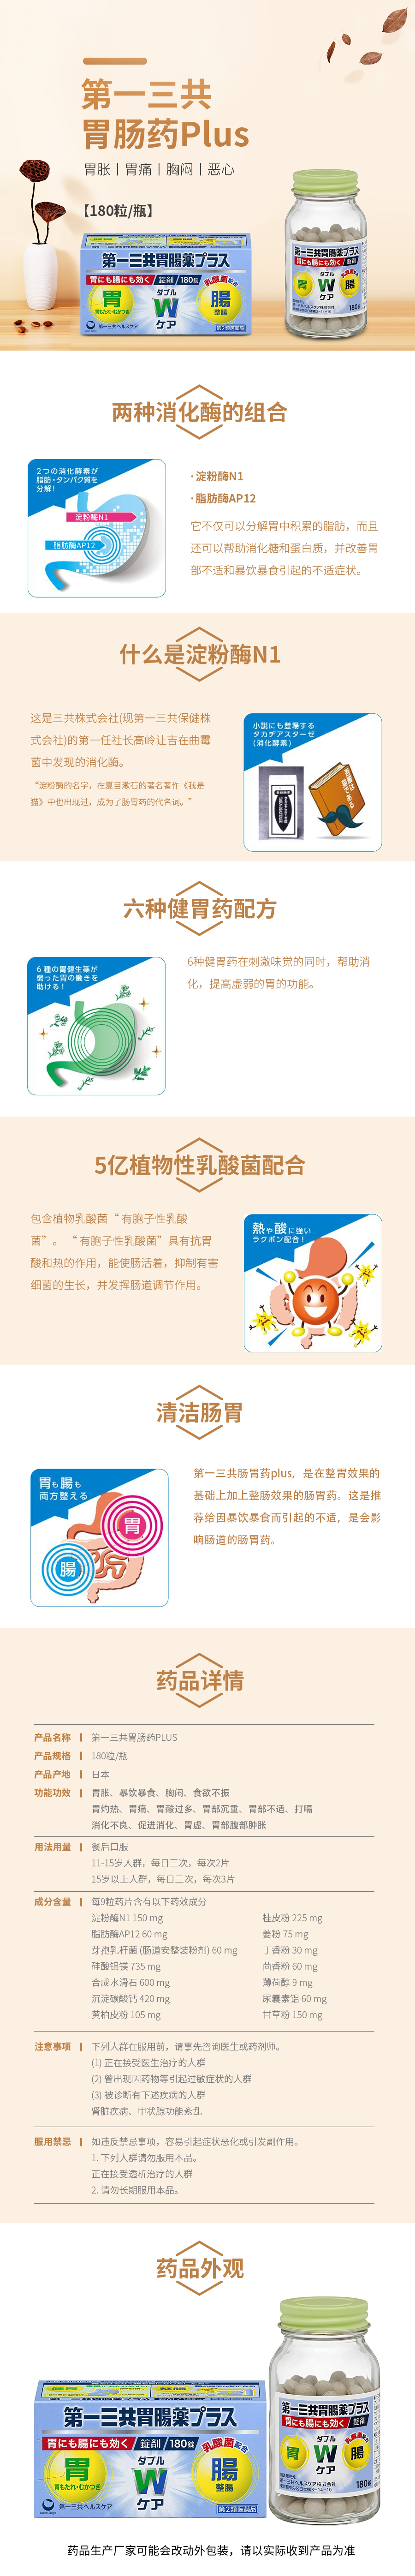 第一三共
胃肠药Plus
胃胀丨胃痛丨胸闷丨恶心
【180粒/瓶】
第一三共胃腸薬プラス
胃にも腸にも効く 錠剤/180錠
乳酸菌配合
胃
胃もたれ・むかつき
ダブル
W
ケア
腸
整腸
第一三共ヘルスケア
第2類医薬品
第一三共胃腸薬プラス
胃にも腸にも効く 錠剤
胃
ダブル
W
ケア
腸
180錠
两种消化酶的组合
2つの消化酵素が
脂肪・タンパク質を
分解!
淀粉酶N1
脂肪酶AP12
·淀粉酶N1
·脂肪酶AP12
它不仅可以分解胃中积累的脂肪，而且
还可以帮助消化糖和蛋白质，并改善胃
部不适和暴饮暴食引起的不适症状。
什么是淀粉酶N1
这是三共株式会社(现第一三共保健株
式会社)的第一任社长高岭让吉在曲霉
菌中发现的消化酶。
“淀粉酶的名字，在夏目漱石的著名著作《我是
猫》中也出现过，成为了肠胃药的代名词。”
小説にも登場する
タカヂアスターゼ
(消化酵素)
六种健胃药配方
6種の胃健生薬が
弱った胃の働きを
助ける!
6种健胃药在刺激味觉的同时，帮助消
化，提高虚弱的胃的功能。
5亿植物性乳酸菌配合
包含植物乳酸菌“ 有胞子性乳酸
菌”。 “有胞子性乳酸菌”具有抗胃
酸和热的作用，能使肠活着，抑制有害
细菌的生长，并发挥肠道调节作用。
熱や酸に強い
ラクボン配合!
清洁肠胃
胃も腸も
両方整える
胃
腸
第一三共肠胃药plus，是在整胃效果的
基础上加上整肠效果的肠胃药。这是推
荐给因暴饮暴食而引起的不适，是会影
响肠道的肠胃药。
药品详情
产品名称 第一三共胃肠药PLUS
产品规格 180粒/瓶
产品产地 日本
功能功效 胃胀、暴饮暴食、胸闷、食欲不振
胃灼热、胃痛、胃酸过多、胃部沉重、胃部不适、打嗝
消化不良、促进消化、胃虚、胃部腹部肿胀
用法用量 餐后口服
11-15岁人群，每日三次，每次2片
15岁以上人群，每日三次，每次3片
成分含量 每9粒药片含有以下药效成分
淀粉酶N1 150 mg 桂皮粉 225 mg
脂肪酶AP12 60 mg 姜粉 75 mg
芽孢乳杆菌 (肠道安整装粉剂) 60 mg 丁香粉 30 mg
硅酸铝镁 735 mg 茴香粉 60 mg
合成水滑石 600 mg 薄荷醇 9 mg
沉淀碳酸钙 420 mg 尿囊素铝 60 mg
黄柏皮粉 105 mg 甘草粉 150 mg
注意事项 下列人群在服用前，请事先咨询医生或药剂师。
(1) 正在接受医生治疗的人群
(2) 曾出现因药物等引起过敏症状的人群
(3) 被诊断有下述疾病的人群
肾脏疾病、甲状腺功能紊乱
服用禁忌 如违反禁忌事项，容易引起症状恶化或引发副作用。
1. 下列人群请勿服用本品。
正在接受透析治疗的人群
2. 请勿长期服用本品。
药品外观
第一三共胃腸薬プラス
胃にも腸にも効く 錠剤/180錠
乳酸菌配合
胃
胃もたれ・むかつき
ダブル
W
ケア
腸
整腸
第一三共ヘルスケア
第2類医薬品
第一三共胃腸薬プラス
胃にも腸にも効く 錠剤
胃
ダブル
W
ケア
腸
180錠
药品生产厂家可能会改动外包装，请以实际收到产品为准